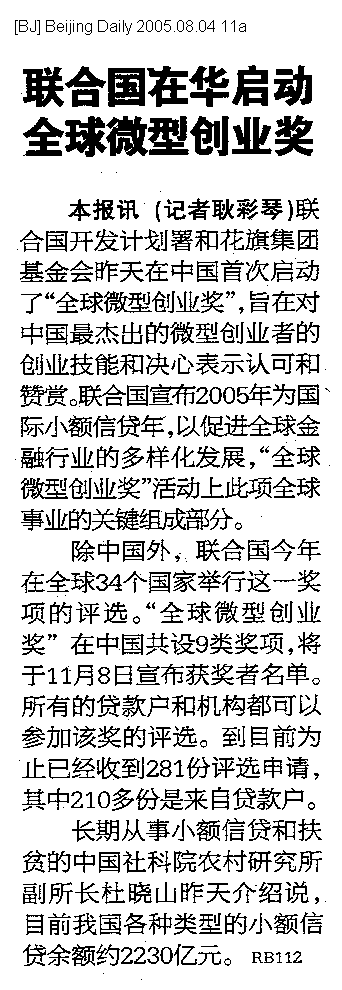 [BJ] Beijing Daily 2005.08.04 11a
联合国在华启动
全球微型创业奖
本报讯 (记者耿彩琴)联
合国开发计划署和花旗集团
基金会昨天在中国首次启动
了“全球微型创业奖”,旨在对
中国最杰出的微型创业者的
创业技能和决心表示认可和
赞赏。联合国宣布2005年为国
际小额信贷年,以促进全球金
融行业的多样化发展,“全球
微型创业奖”活动上此项全球
事业的关键组成部分。
除中国外,联合国今年
在全球34个国家举行这一奖
项的评选。“全球微型创业
奖”在中国共设9类奖项,将
于11月8日宣布获奖者名单。
所有的贷款户和机构都可以
参加该奖的评选。到目前为
止已经收到281份评选申请,
其中210多份是来自贷款户。
长期从事小额信贷和扶
贫的中国社科院农村研究所
副所长杜晓山昨天介绍说,
目前我国各种类型的小额信
贷余额约2230亿元。 RB112